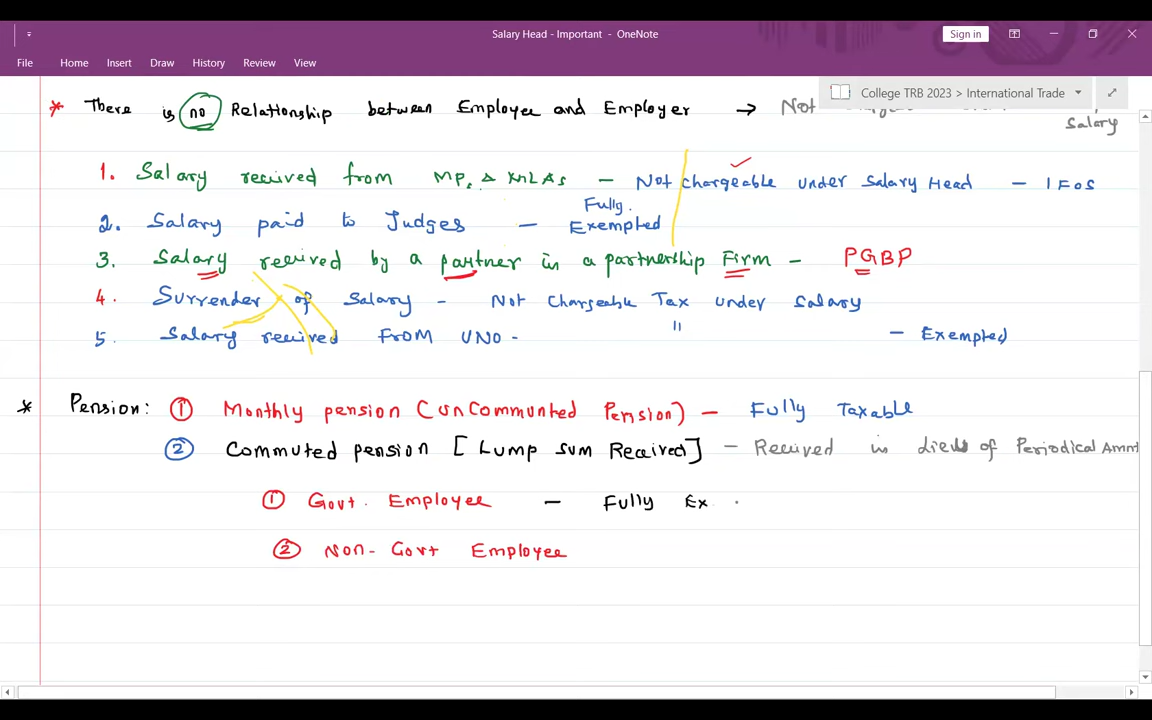 Salary Head - Important - OneNote
Sign in
File Home Insert Draw History Review View
College TRB 2023 > International Trade
* There is no Relationship between Employee and Employer → Not
Salary
1. Salary received from MPs & MLAs - Not chargeable under Salary Head - IFOS
2. Salary paid to Judges - Fully Exempted
3. Salary received by a partner in a partnership Firm - PGBP
4. Surrender of Salary - Not Chargeable Tax under Salary
5. Salary received FROM UNO - " - Exempted
* Pension: ① Monthly pension (unCommunted Pension) - Fully Taxable
② Commuted pension [Lump sum Received] - Received in Lieu of Periodical Ammt
① Govt. Employee - Fully Ex
② Non-Govt Employee